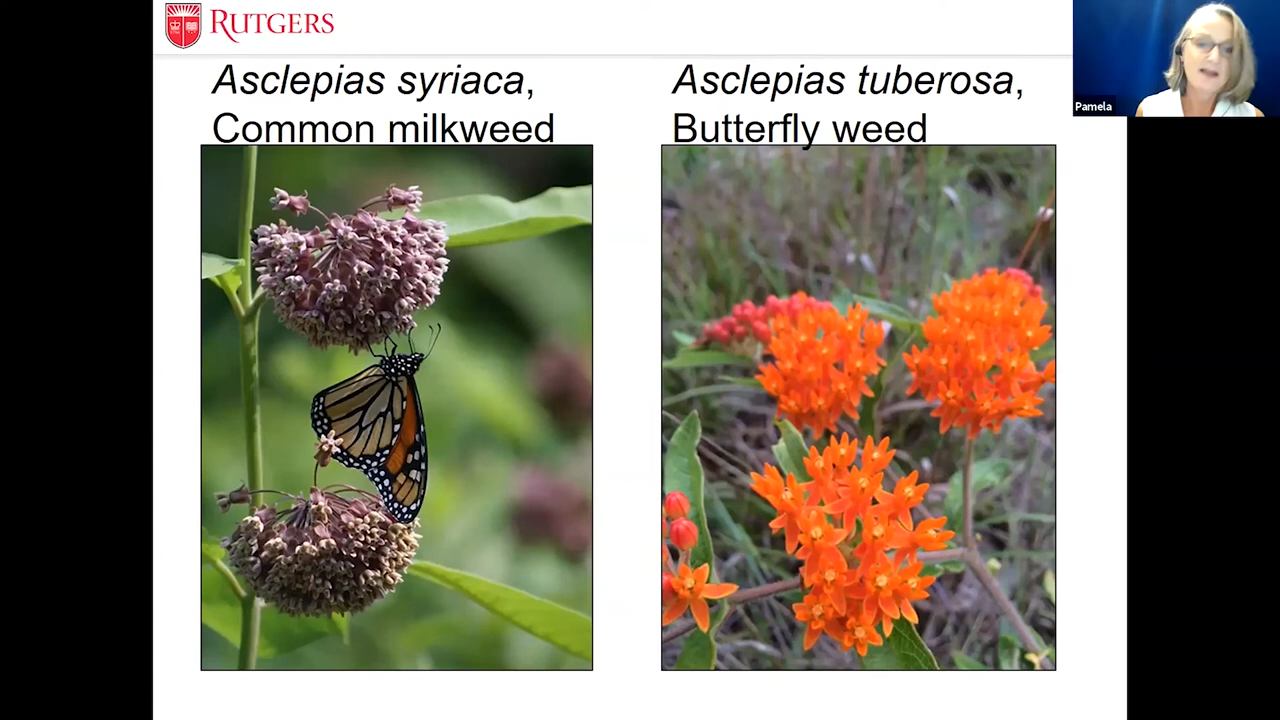 RUTGERS
Asclepias syriaca,
Common milkweed
Asclepias tuberosa,
Butterfly weed
Pamela